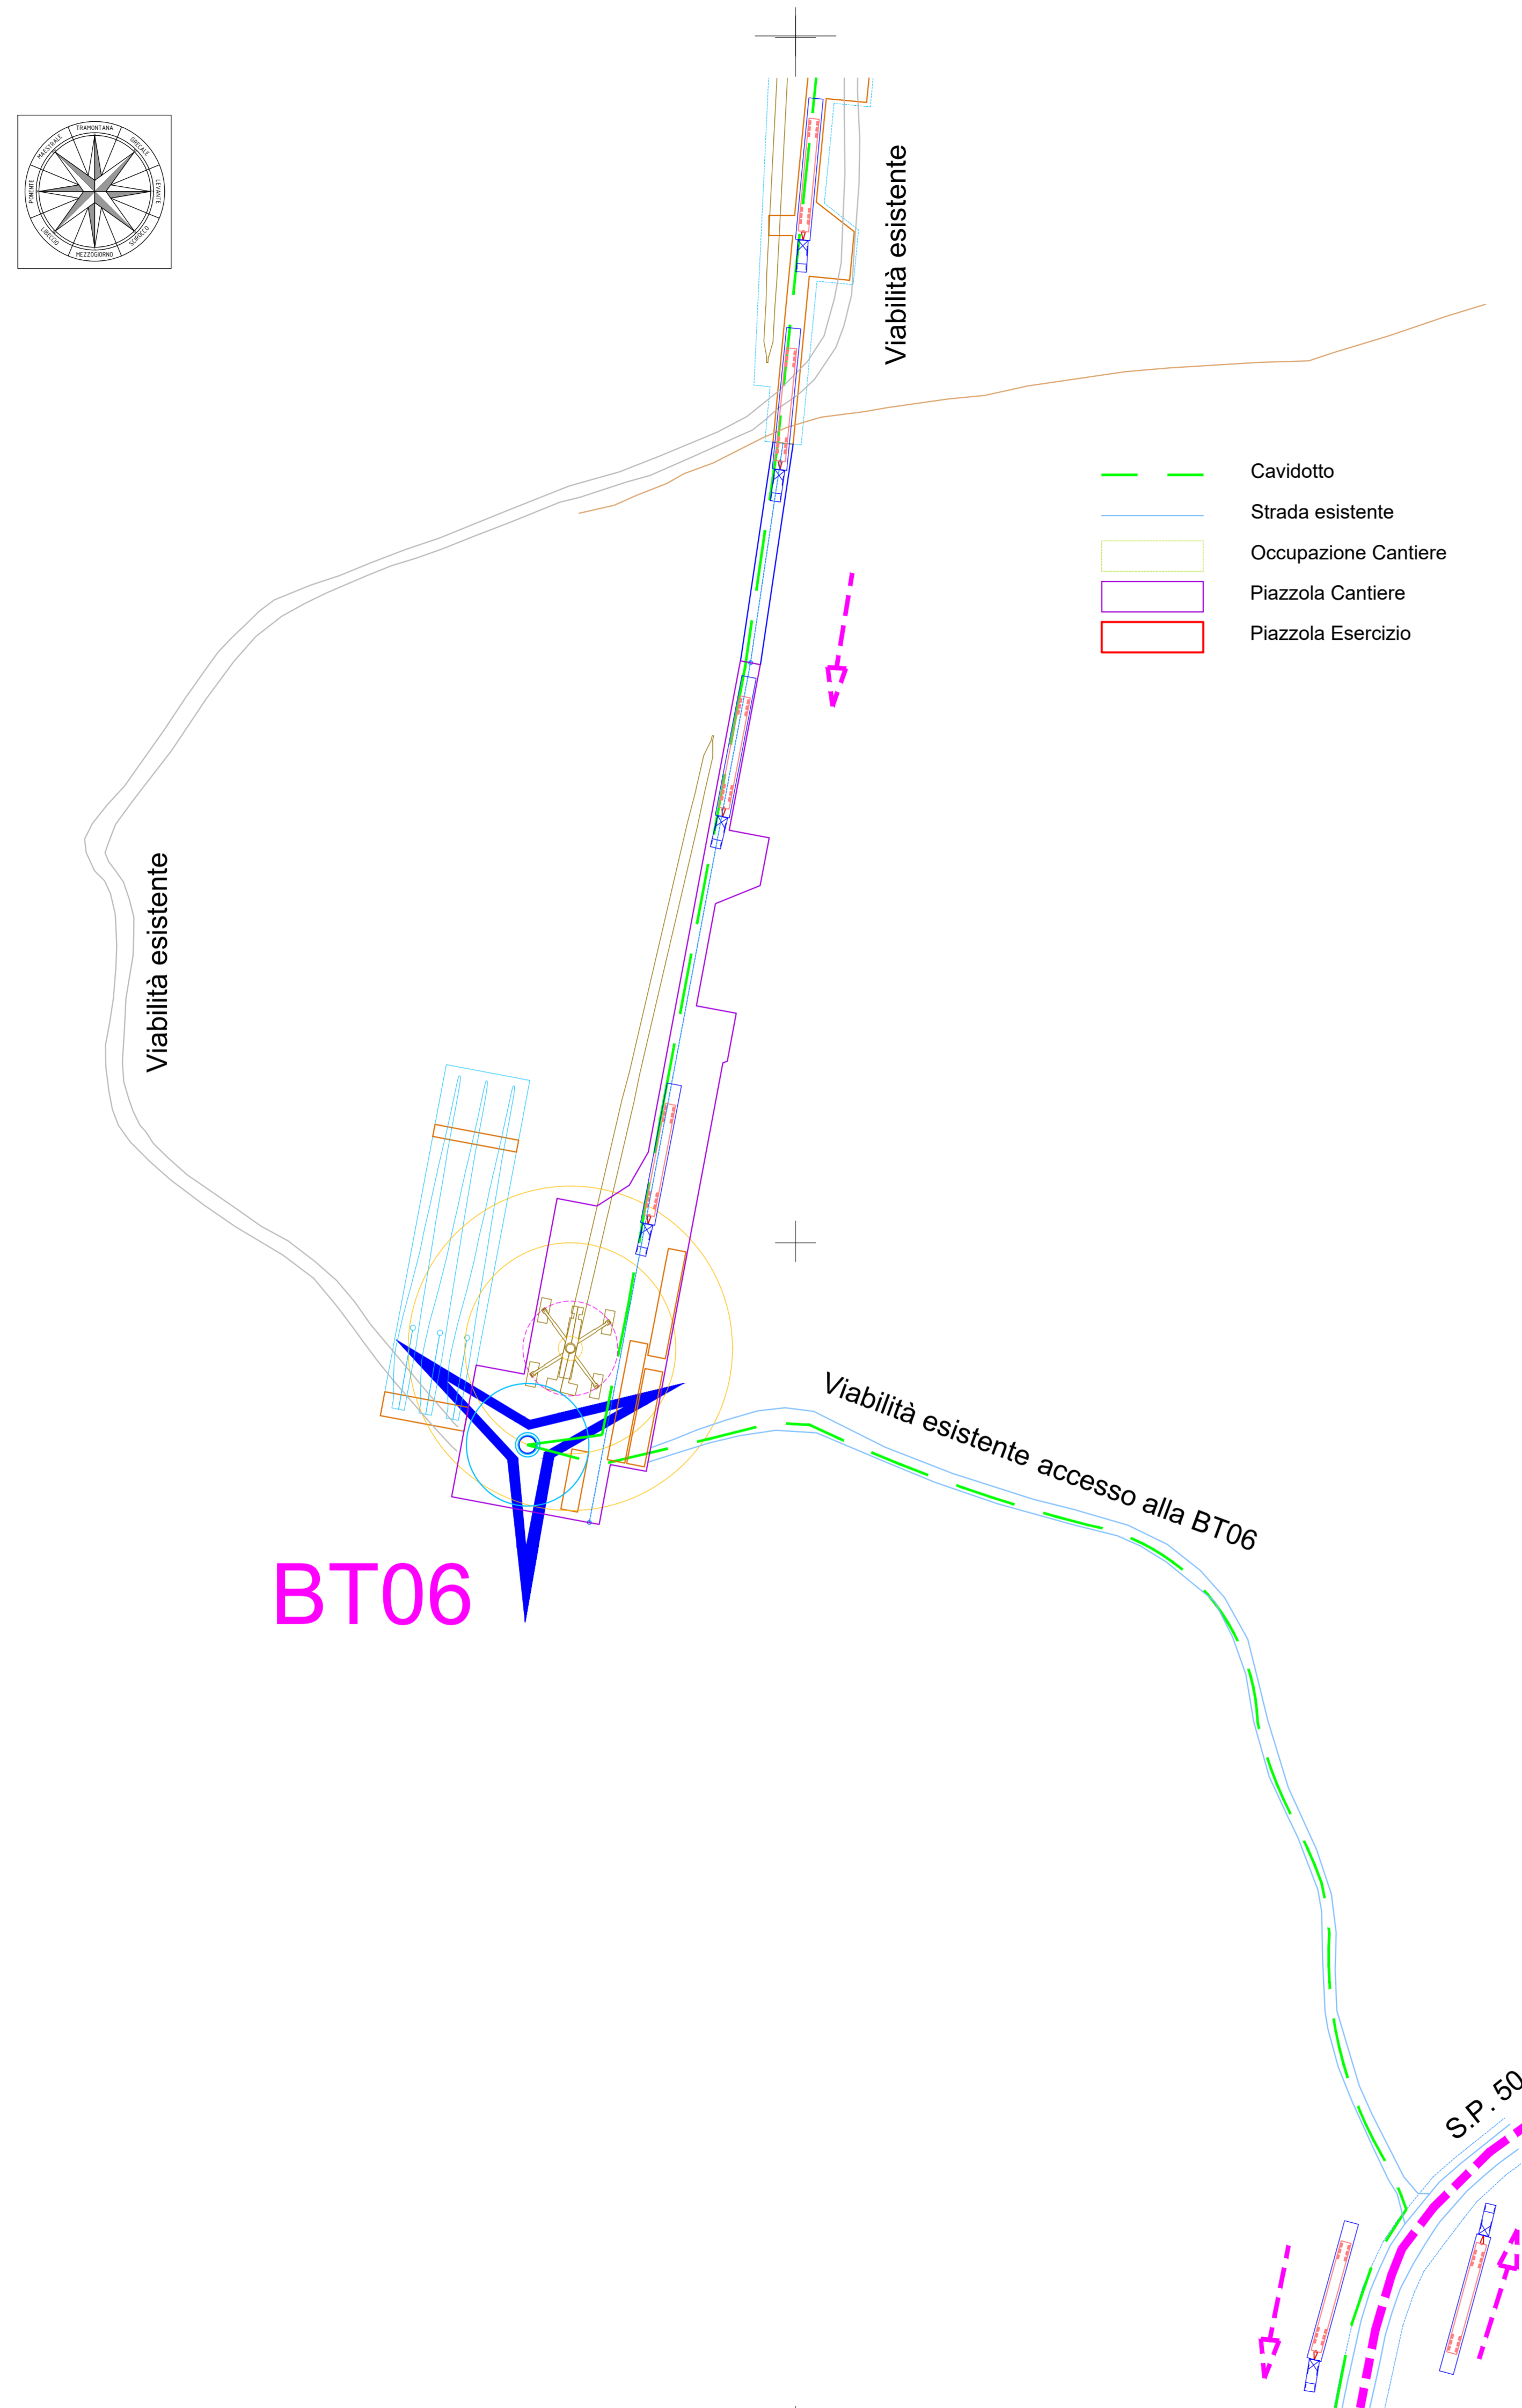 TRAMONTANA
MAESTRALE
GRECALE
PONENTE
LEVANTE
LIBECCIO
SCIROCCO
MEZZOGIORNO
Viabilità esistente
Cavidotto
Strada esistente
Occupazione Cantiere
Piazzola Cantiere
Piazzola Esercizio
Viabilità esistente
Viabilità esistente accesso alla BT06
BT06
S.P. 50